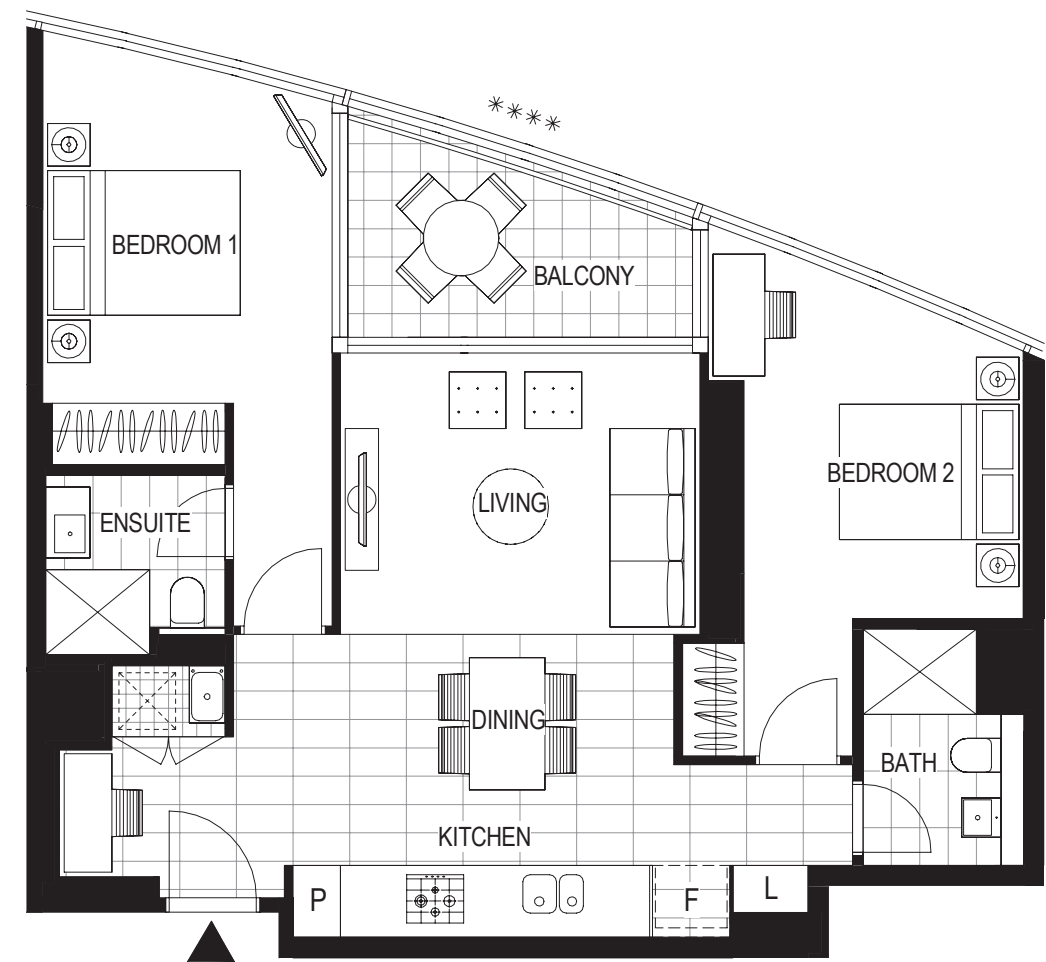 ****
BEDROOM 1
BALCONY
BEDROOM 2
LIVING
ENSUITE
DINING
BATH
KITCHEN
P
F
L